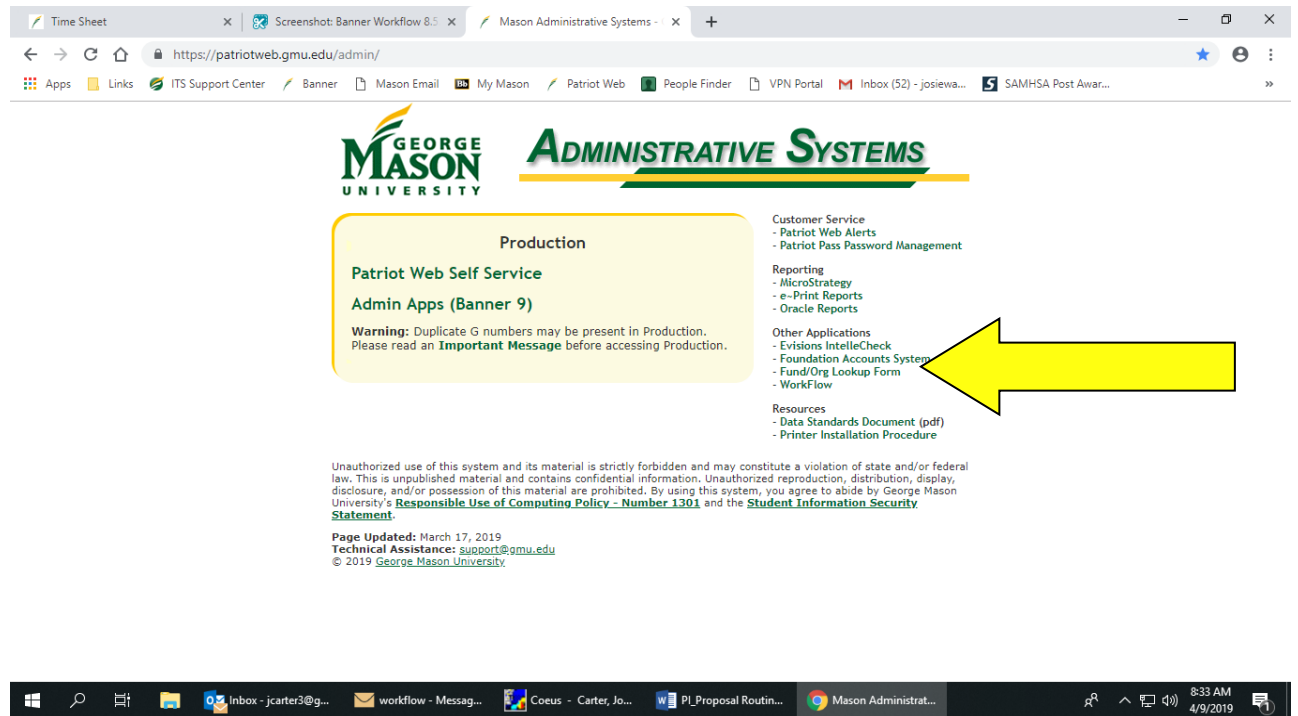 Time Sheet
Screenshot: Banner Workflow 8.5
Mason Administrative Systems -
https://patriotweb.gmu.edu/admin/
Apps Links ITS Support Center Banner Mason Email My Mason Patriot Web People Finder VPN Portal Inbox (52) - josiewa... SAMHSA Post Awar... »
GEORGE
MASON
UNIVERSITY
ADMINISTRATIVE SYSTEMS
Production
Patriot Web Self Service
Admin Apps (Banner 9)
Warning: Duplicate G numbers may be present in Production.
Please read an Important Message before accessing Production.
Customer Service
- Patriot Web Alerts
- Patriot Pass Password Management
Reporting
- MicroStrategy
- e~Print Reports
- Oracle Reports
Other Applications
- Evisions IntelleCheck
- Foundation Accounts System
- Fund/Org Lookup Form
- WorkFlow
Resources
- Data Standards Document (pdf)
- Printer Installation Procedure
Unauthorized use of this system and its material is strictly forbidden and may constitute a violation of state and/or federal
law. This is unpublished material and contains confidential information. Unauthorized reproduction, distribution, display,
disclosure, and/or possession of this material are prohibited. By using this system, you agree to abide by George Mason
University's Responsible Use of Computing Policy - Number 1301 and the Student Information Security
Statement.
Page Updated: March 17, 2019
Technical Assistance: support@gmu.edu
© 2019 George Mason University
Inbox - jcarter3@g... workflow - Messag... Coeus - Carter, Jo... PI_Proposal Routin... Mason Administrat...
8:33 AM
4/9/2019